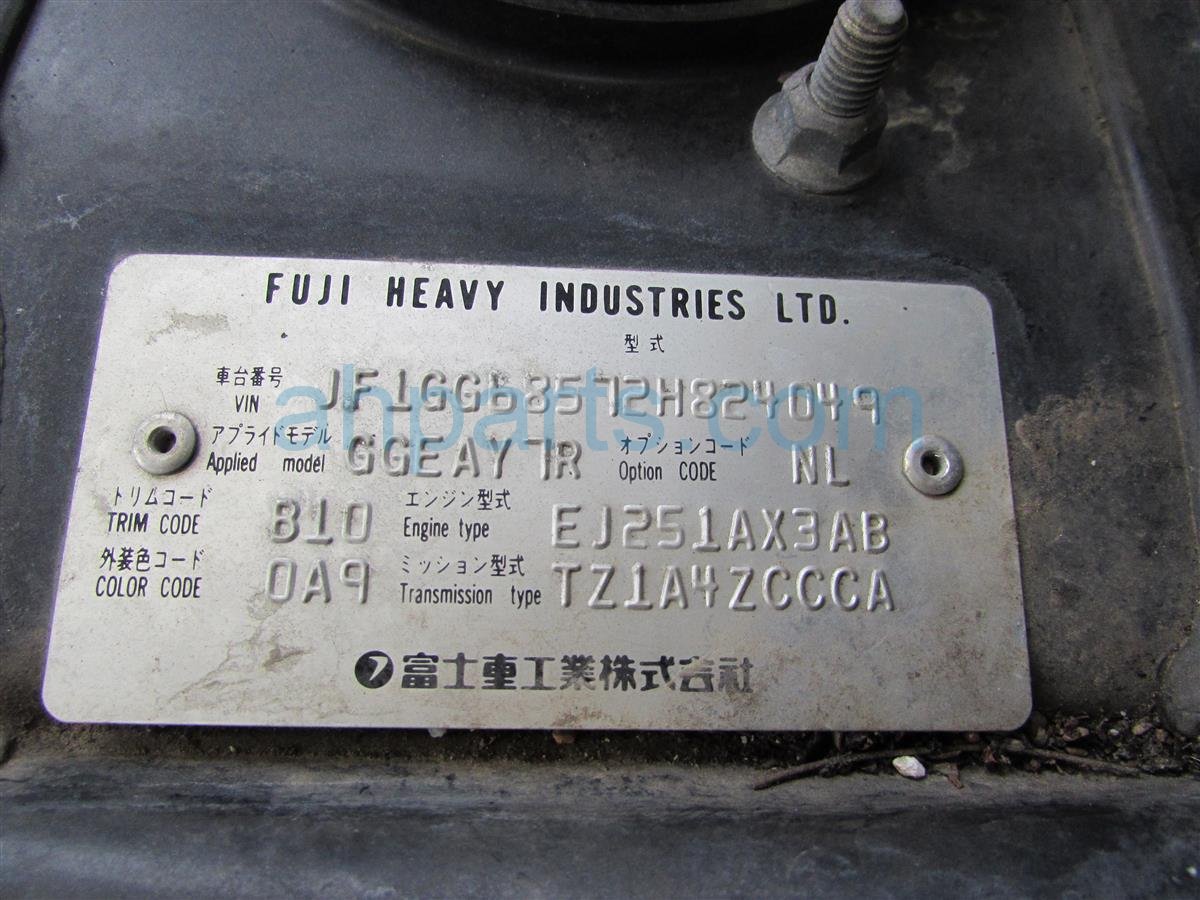 FUJI HEAVY INDUSTRIES LTD.
型式
車台番号 JF1GG68572H824049
VIN
アプライドモデル GGEAY7R オプションコード NL
Applied model Option CODE
トリムコード B10 エンジン型式 EJ251AX3AB
TRIM CODE Engine type
外装色コード 0A9 ミッション型式 TZ1A4ZCCCA
COLOR CODE Transmission type
富士重工業株式会社
ahparts.com